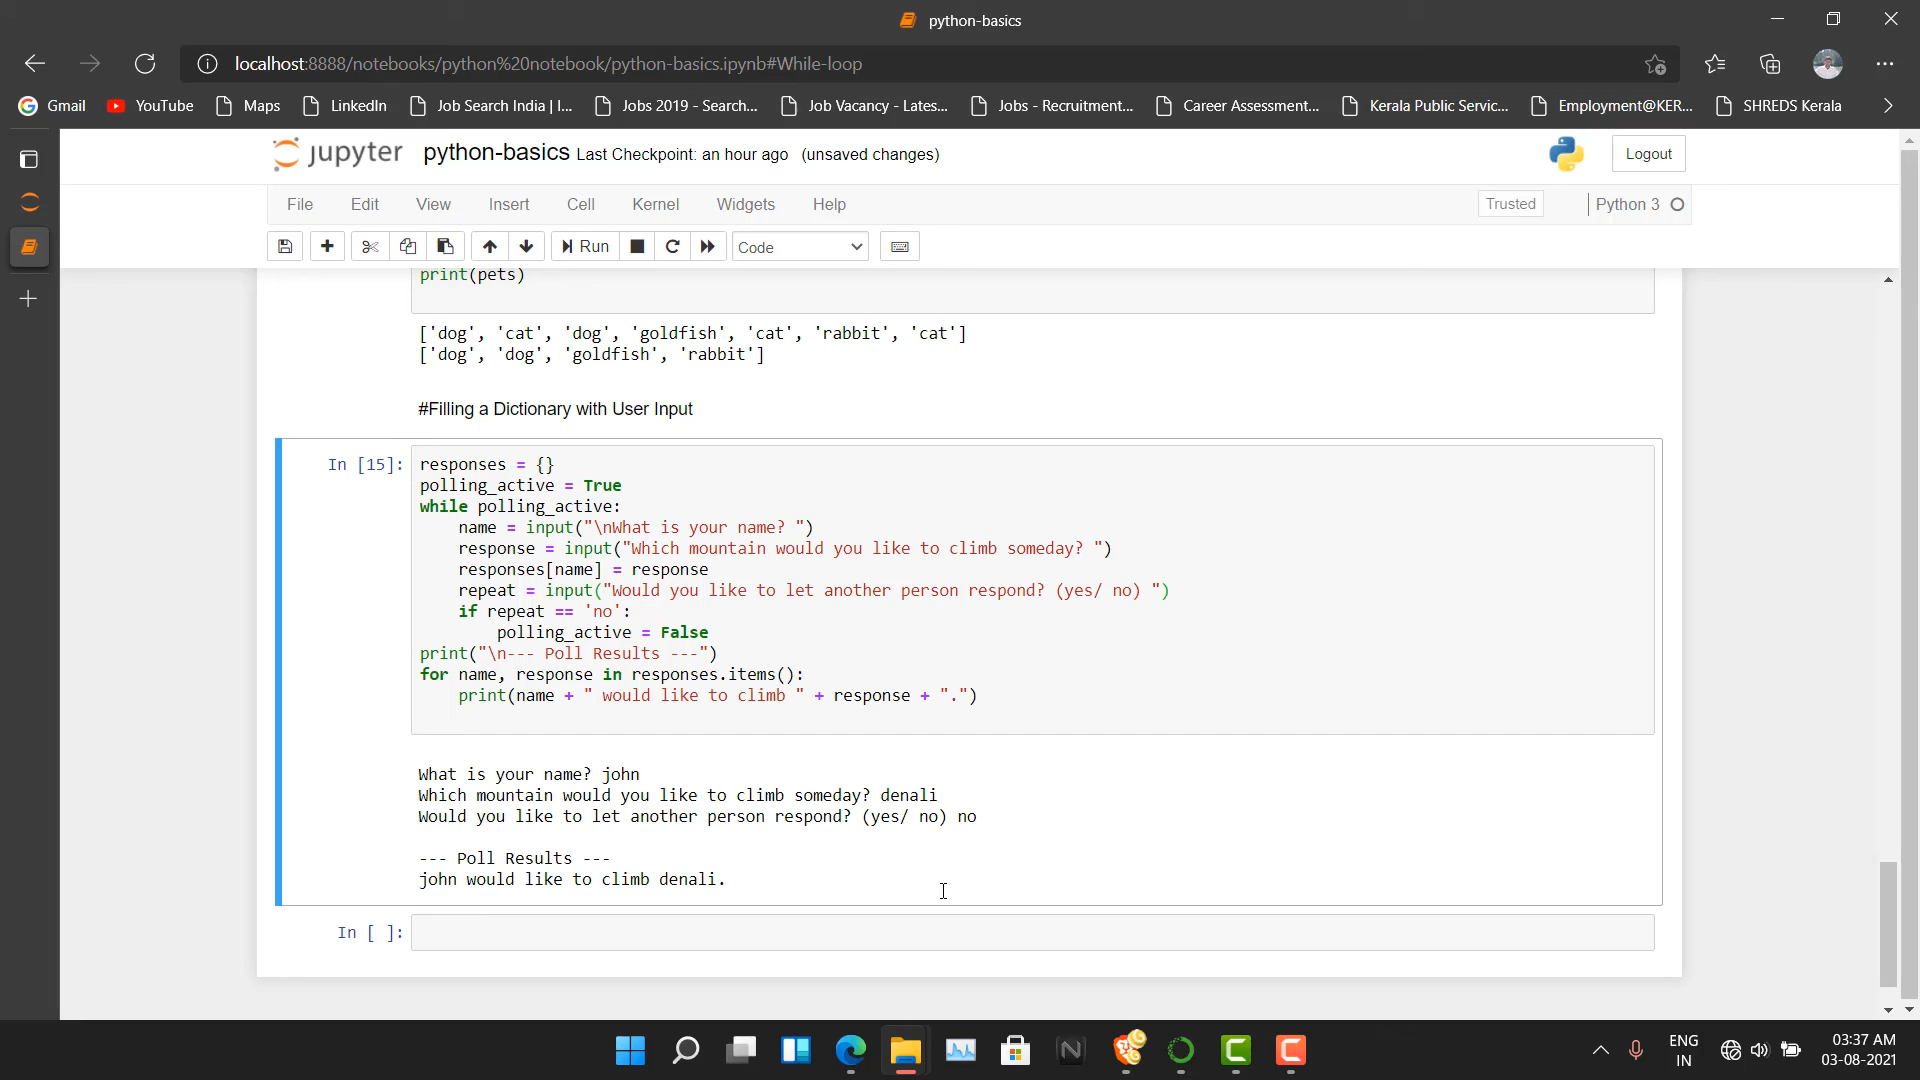 python-basics
localhost:8888/notebooks/python%20notebook/python-basics.ipynb#While-loop
Gmail YouTube Maps LinkedIn Job Search India | I... Jobs 2019 - Search... Job Vacancy - Lates... Jobs - Recruitment... Career Assessment... Kerala Public Servic... Employment@KER... SHREDS Kerala
jupyter python-basics Last Checkpoint: an hour ago (unsaved changes) Logout
File Edit View Insert Cell Kernel Widgets Help Trusted Python 3
Run Code
print(pets)
['dog', 'cat', 'dog', 'goldfish', 'cat', 'rabbit', 'cat']
['dog', 'dog', 'goldfish', 'rabbit']
#Filling a Dictionary with User Input
In [15]: responses = {}
polling_active = True
while polling_active:
    name = input("\nWhat is your name? ")
    response = input("Which mountain would you like to climb someday? ")
    responses[name] = response
    repeat = input("Would you like to let another person respond? (yes/ no) ")
    if repeat == 'no':
        polling_active = False
print("\n--- Poll Results ---")
for name, response in responses.items():
    print(name + " would like to climb " + response + ".")
What is your name? john
Which mountain would you like to climb someday? denali
Would you like to let another person respond? (yes/ no) no
--- Poll Results ---
john would like to climb denali.
In [ ]:
ENG
IN
03:37 AM
03-08-2021